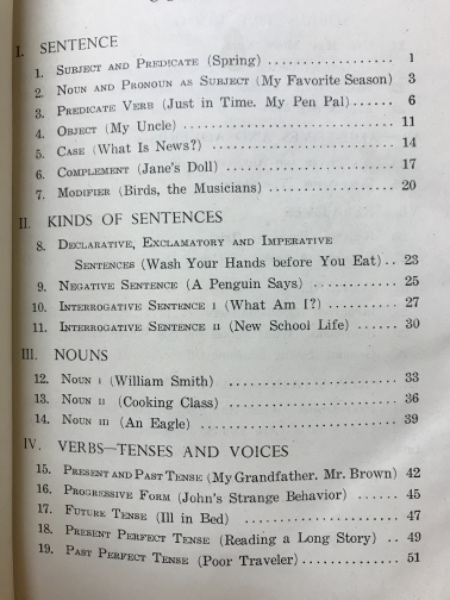 I. SENTENCE
1. SUBJECT AND PREDICATE (Spring) .................. 1
2. NOUN AND PRONOUN AS SUBJECT (My Favorite Season) 3
3. PREDICATE VERB (Just in Time. My Pen Pal)...... 6
4. OBJECT (My Uncle) ............................... 11
5. CASE (What Is News?) ............................ 14
6. COMPLEMENT (Jane's Doll) ........................ 17
7. MODIFIER (Birds, the Musicians) .................. 20
II. KINDS OF SENTENCES
8. DECLARATIVE, EXCLAMATORY AND IMPERATIVE
SENTENCES (Wash Your Hands before You Eat).. 23
9. NEGATIVE SENTENCE (A Penguin Says) ............ 25
10. INTERROGATIVE SENTENCE I (What Am I?) .......... 27
11. INTERROGATIVE SENTENCE II (New School Life) ..... 30
III. NOUNS
12. NOUN I (William Smith) ........................ 33
13. NOUN II (Cooking Class) ........................ 36
14. NOUN III (An Eagle) ........................... 39
IV. VERBS—TENSES AND VOICES
15. PRESENT AND PAST TENSE (My Grandfather. Mr. Brown) 42
16. PROGRESSIVE FORM (John's Strange Behavior) ..... 45
17. FUTURE TENSE (Ill in Bed) ..................... 47
18. PRESENT PERFECT TENSE (Reading a Long Story) .. 49
19. PAST PERFECT TENSE (Poor Traveler).............. 51